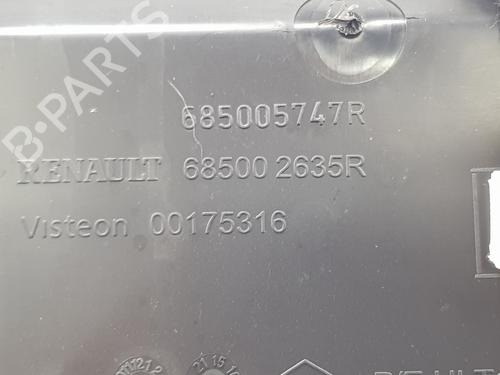 B-PARTS
685005747R
RENAULT 68500 2635R
Visteon 00175316